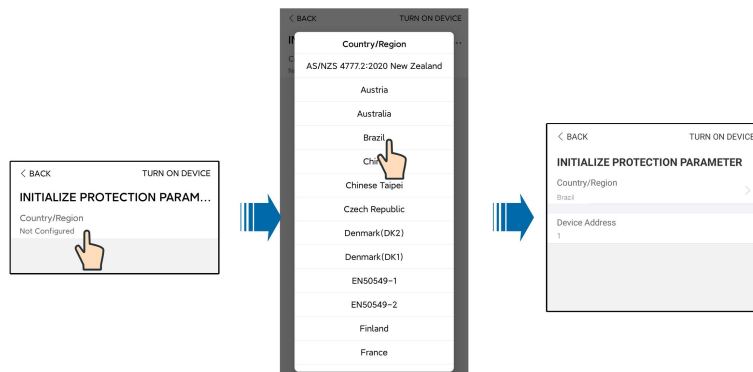 BACK
TURN ON DEVICE
INITIALIZE PROTECTION PARAM...
Country/Region
Not Configured
BACK
TURN ON DEVICE
Country/Region
AS/NZS 4777.2:2020 New Zealand
Austria
Australia
Brazil
Chinese Taipei
Czech Republic
Denmark(DK2)
Denmark(DK1)
EN50549-1
EN50549-2
Finland
France
BACK
TURN ON DEVICE
INITIALIZE PROTECTION PARAMETER
Country/Region
Brazil
Device Address
1